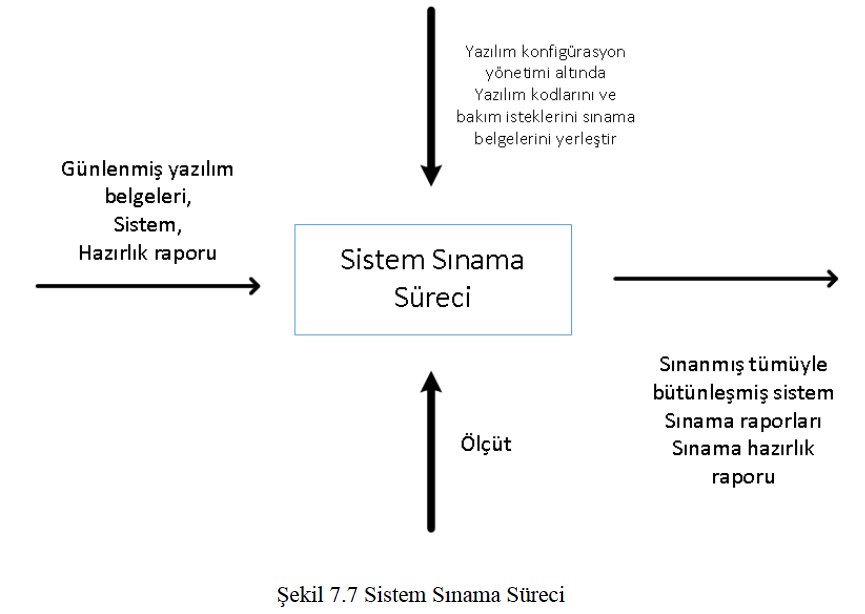 Yazılım konfigürasyon
yönetimi altında
Yazılım kodlarını ve
bakım isteklerini sınama
belgelerini yerleştir
Günlenmiş yazılım
belgeleri,
Sistem,
Hazırlık raporu
Sistem Sınama
Süreci
Sınanmış tümüyle
bütünleşmiş sistem
Sınama raporları
Sınama hazırlık
raporu
Ölçüt
Şekil 7.7 Sistem Sınama Süreci